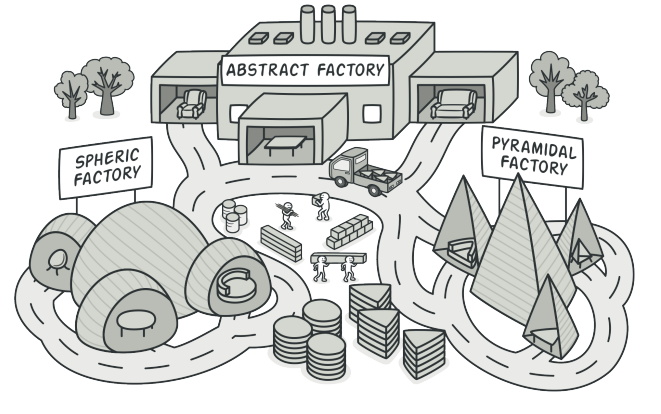 ABSTRACT FACTORY
SPHERIC
FACTORY
PYRAMIDAL
FACTORY